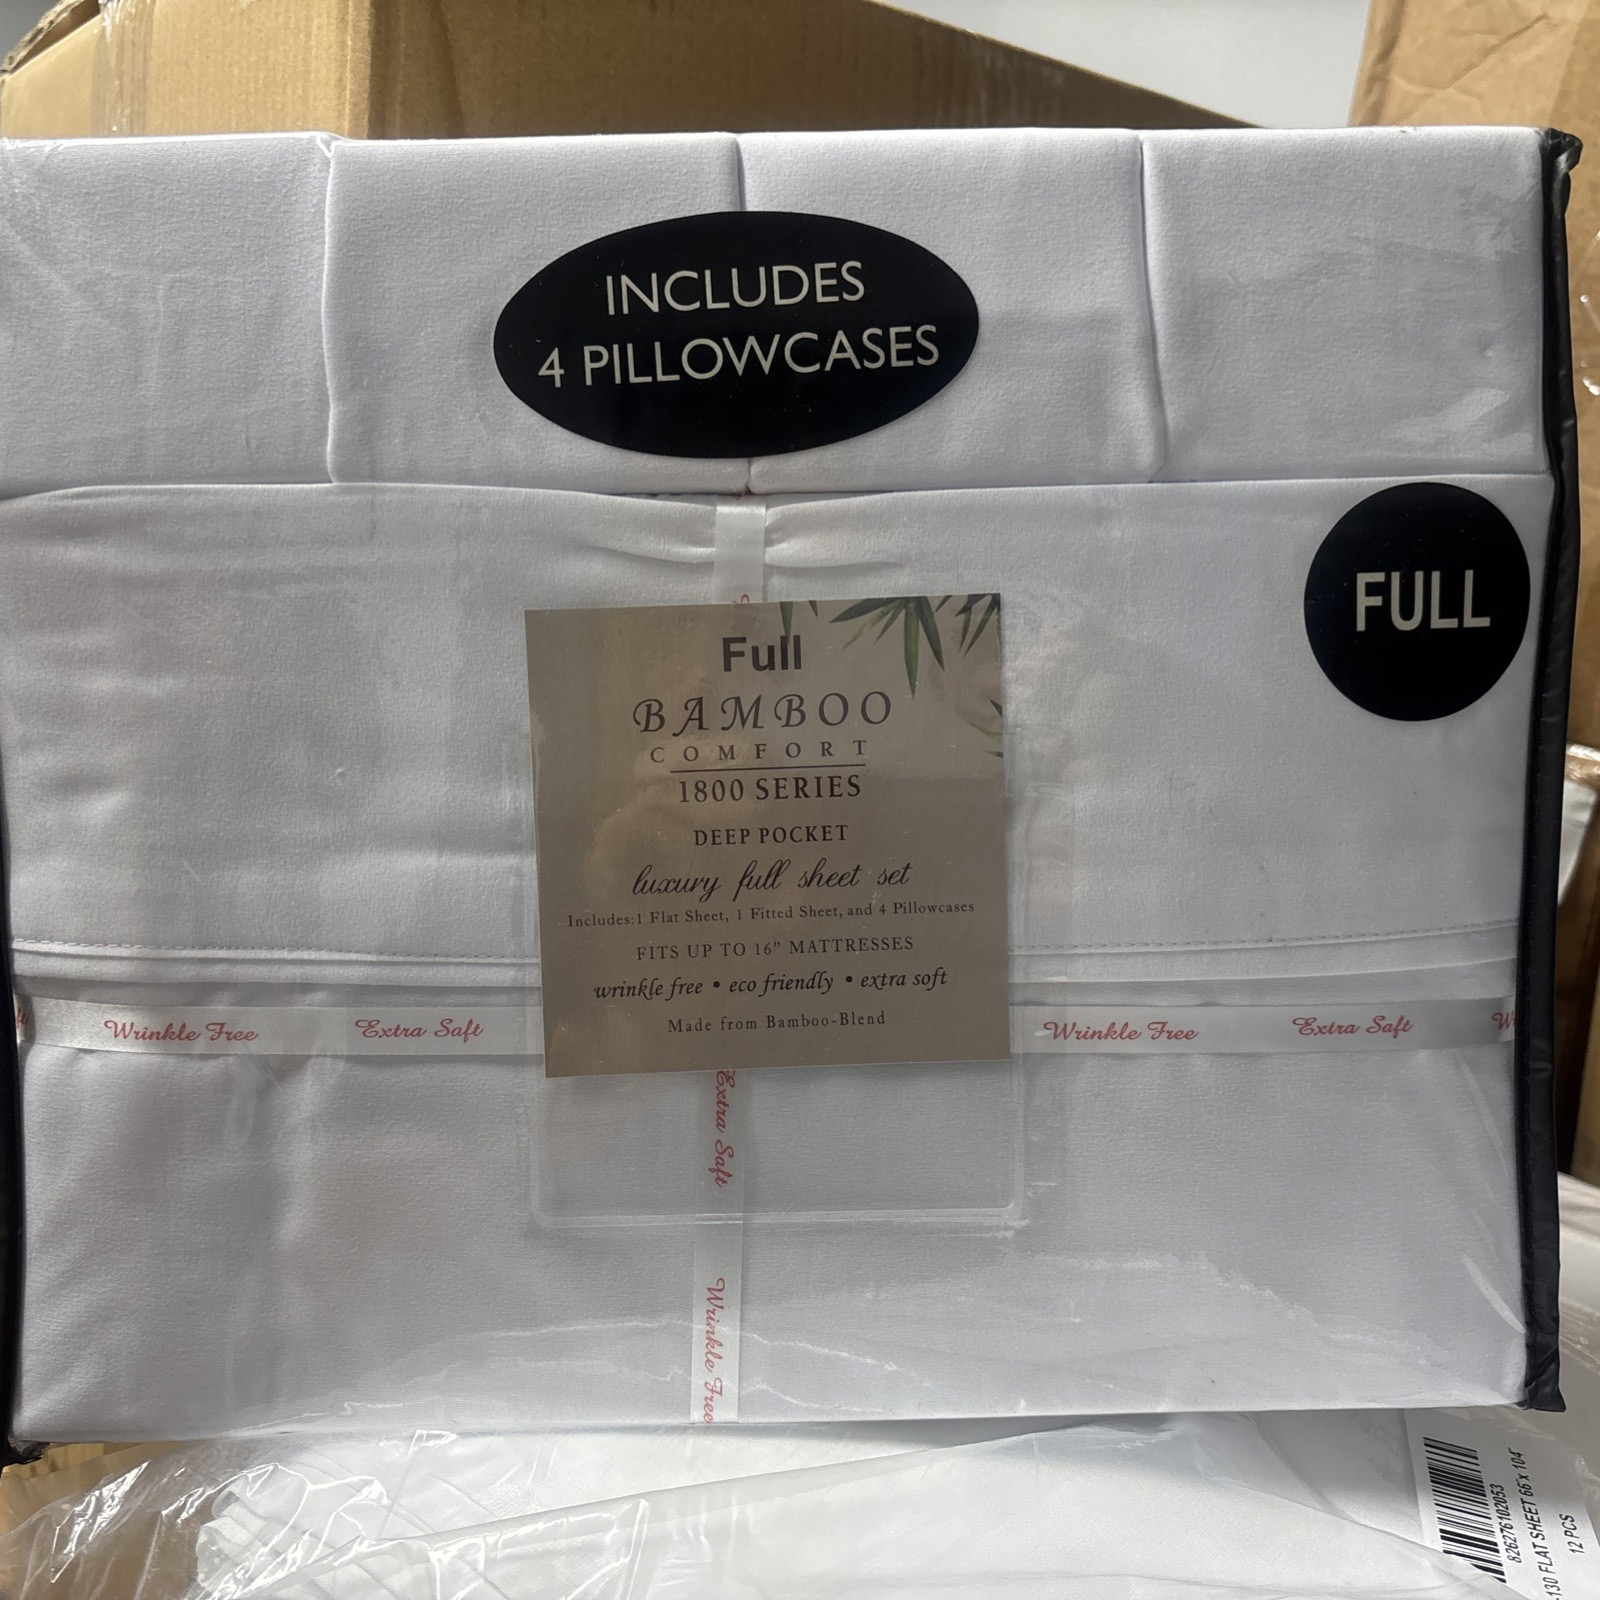 INCLUDES
4 PILLOWCASES
FULL
Full
BAMBOO
COMFORT
1800 SERIES
DEEP POCKET
luxury full sheet set
Includes:1 Flat Sheet, 1 Fitted Sheet, and 4 Pillowcases
FITS UP TO 16” MATTRESSES
wrinkle free • eco friendly • extra soft
Made from Bamboo-Blend
Wrinkle Free
Extra Saft
Wrinkle Free
Extra Saft
Extra Saft
Wrinkle Free
826276102053
-130 FLAT SHEET 66"x 104"
12 PCS